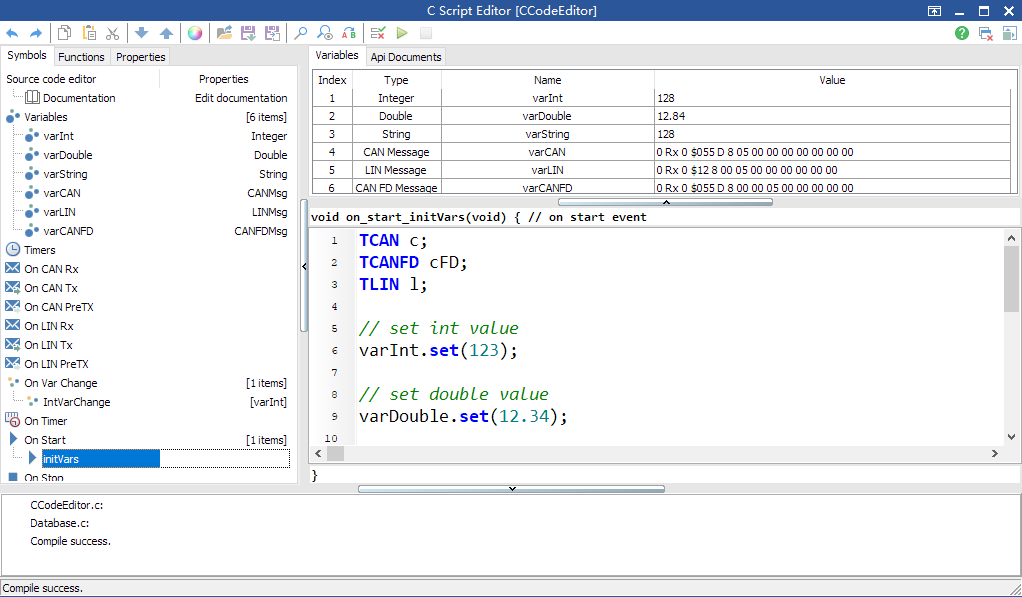 C Script Editor [CCodeEditor]
Symbols Functions Properties
Source code editor Properties
Documentation Edit documentation
Variables [6 items]
varInt Integer
varDouble Double
varString String
varCAN CANMsg
varLIN LINMsg
varCANFD CANFDMsg
Timers
On CAN Rx
On CAN Tx
On CAN PreTX
On LIN Rx
On LIN Tx
On LIN PreTX
On Var Change [1 items]
IntVarChange [varInt]
On Timer
On Start [1 items]
initVars
On Stop
Variables Api Documents
Index Type Name Value
1 Integer varInt 128
2 Double varDouble 12.84
3 String varString 128
4 CAN Message varCAN 0 Rx 0 $055 D 8 05 00 00 00 00 00 00 00
5 LIN Message varLIN 0 Rx 0 $12 8 00 05 00 00 00 00 00 00
6 CAN FD Message varCANFD 0 Rx 0 $055 D 8 00 00 05 00 00 00 00 00
void on_start_initVars(void) { // on start event
1 TCAN c;
2 TCANFD cFD;
3 TLIN l;
4
5 // set int value
6 varInt.set(123);
7
8 // set double value
9 varDouble.set(12.34);
10
}
CCodeEditor.c:
Database.c:
Compile success.
Compile success.